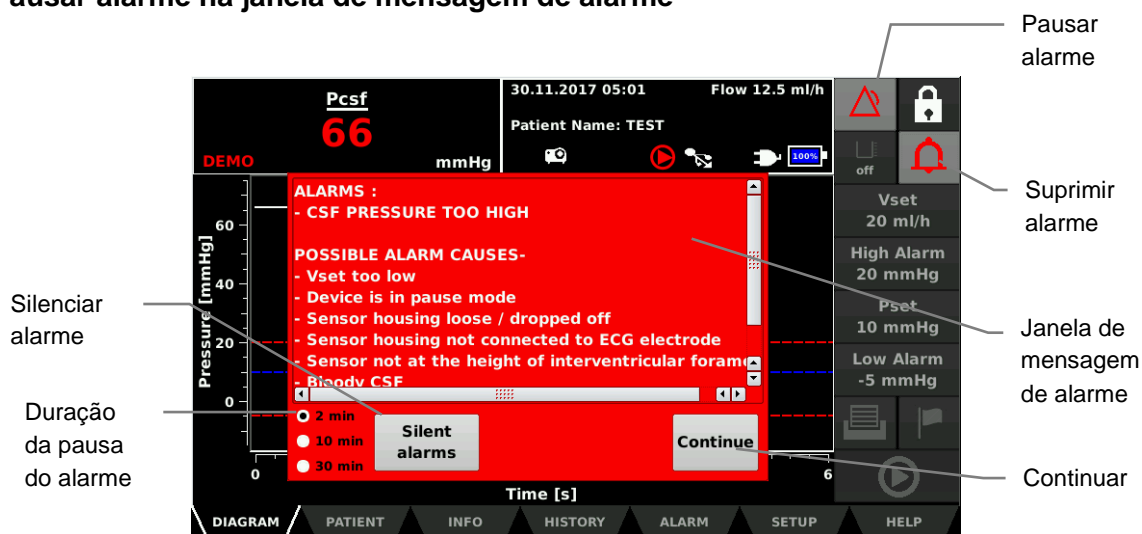 ausar alarme na janela de mensagem de alarme
Pausar
alarme
Pcsf
66
DEMO
mmHg
30.11.2017 05:01 Flow 12.5 ml/h
Patient Name: TEST
100%
off
Suprimir
alarme
Vset
20 ml/h
High Alarm
20 mmHg
Pset
10 mmHg
Low Alarm
-5 mmHg
Pressure [mmHg]
60
40
20
0
ALARMS :
- CSF PRESSURE TOO HIGH
POSSIBLE ALARM CAUSES-
- Vset too low
- Device is in pause mode
- Sensor housing loose / dropped off
- Sensor housing not connected to ECG electrode
- Sensor not at the height of interventricular forame
- Bloody CSF
Silenciar
alarme
Janela de
mensagem
de alarme
Duração
da pausa
do alarme
2 min
10 min
30 min
Silent
alarms
Continue
Continuar
0
6
Time [s]
DIAGRAM PATIENT INFO HISTORY ALARM SETUP HELP